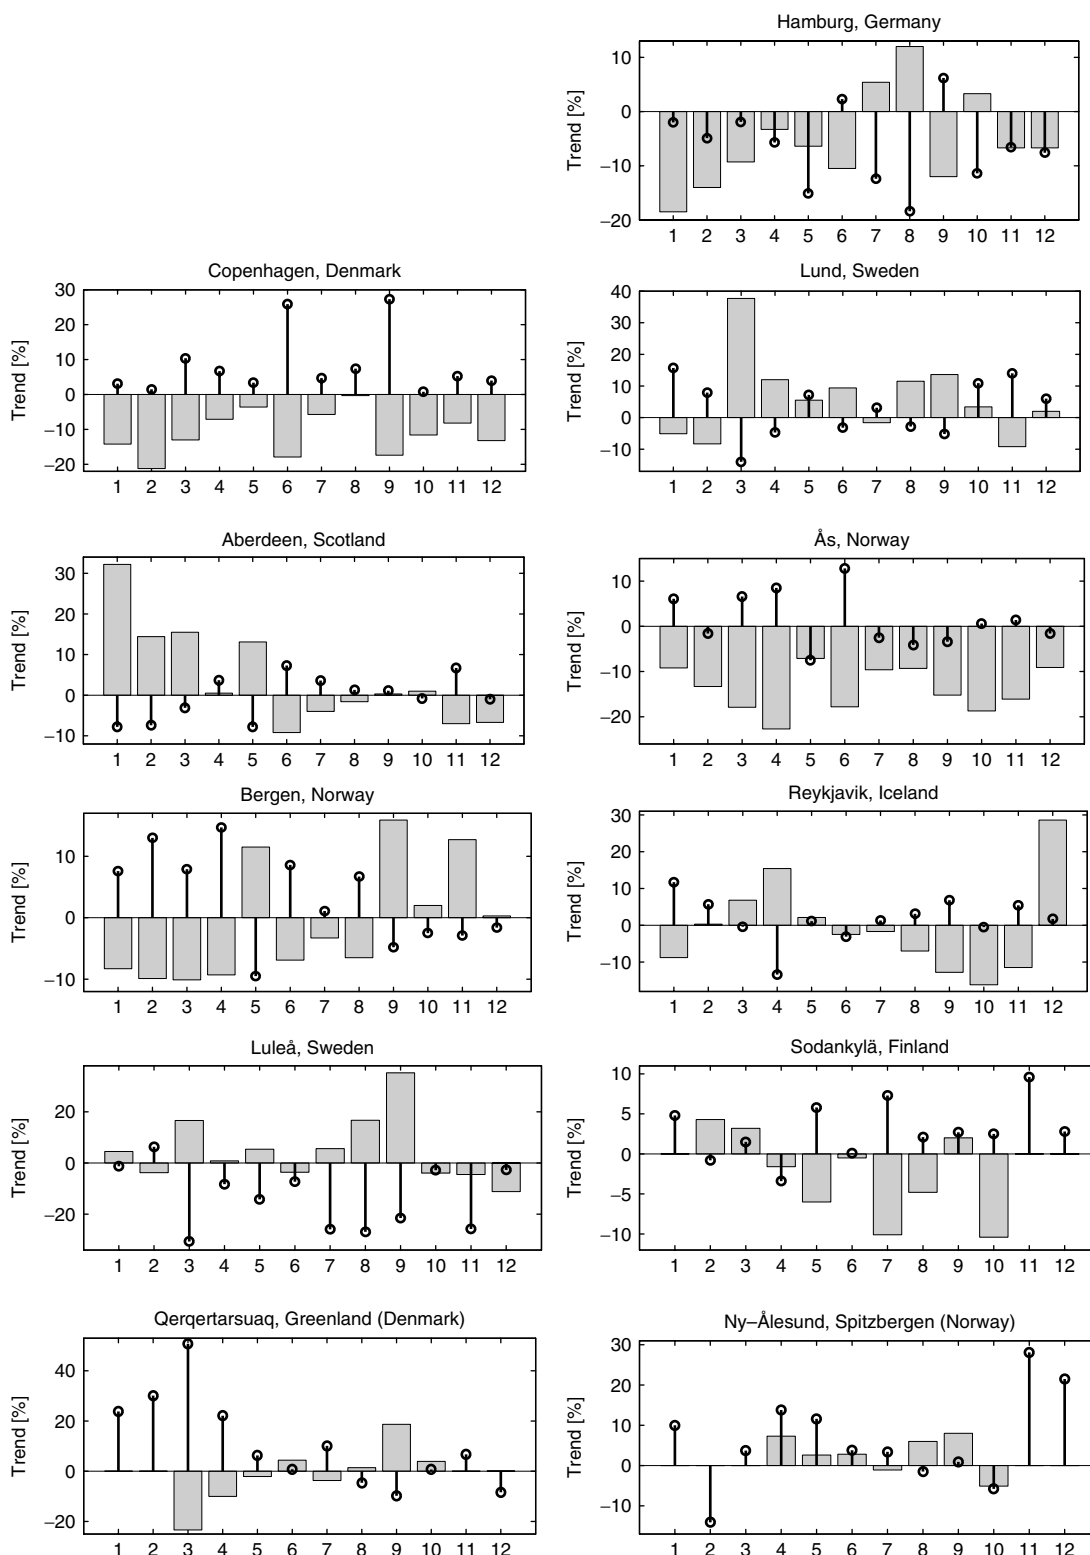 Hamburg, Germany
Trend [%]
10
0
−10
−20
1 2 3 4 5 6 7 8 9 10 11 12
Copenhagen, Denmark
Trend [%]
30
20
10
0
−10
−20
1 2 3 4 5 6 7 8 9 10 11 12
Lund, Sweden
Trend [%]
40
30
20
10
0
−10
1 2 3 4 5 6 7 8 9 10 11 12
Aberdeen, Scotland
Trend [%]
30
20
10
0
−10
1 2 3 4 5 6 7 8 9 10 11 12
Ås, Norway
Trend [%]
10
0
−10
−20
1 2 3 4 5 6 7 8 9 10 11 12
Bergen, Norway
Trend [%]
10
0
−10
1 2 3 4 5 6 7 8 9 10 11 12
Reykjavik, Iceland
Trend [%]
30
20
10
0
−10
1 2 3 4 5 6 7 8 9 10 11 12
Luleå, Sweden
Trend [%]
20
0
−20
1 2 3 4 5 6 7 8 9 10 11 12
Sodankylä, Finland
Trend [%]
10
5
0
−5
−10
1 2 3 4 5 6 7 8 9 10 11 12
Qerqertarsuaq, Greenland (Denmark)
Trend [%]
40
20
0
−20
1 2 3 4 5 6 7 8 9 10 11 12
Ny−Ålesund, Spitzbergen (Norway)
Trend [%]
30
20
10
0
−10
1 2 3 4 5 6 7 8 9 10 11 12